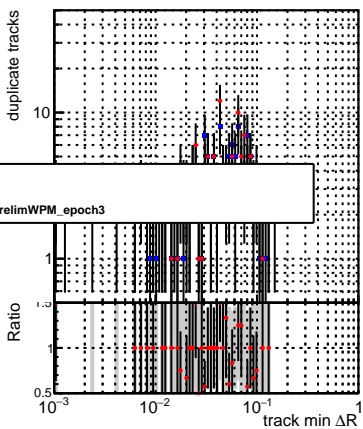 duplicate tracks
10
relimWPM_epoch3
1
Ratio
1.5
1
0.5
10⁻³ 10⁻² 10⁻¹ 1
track min ΔR